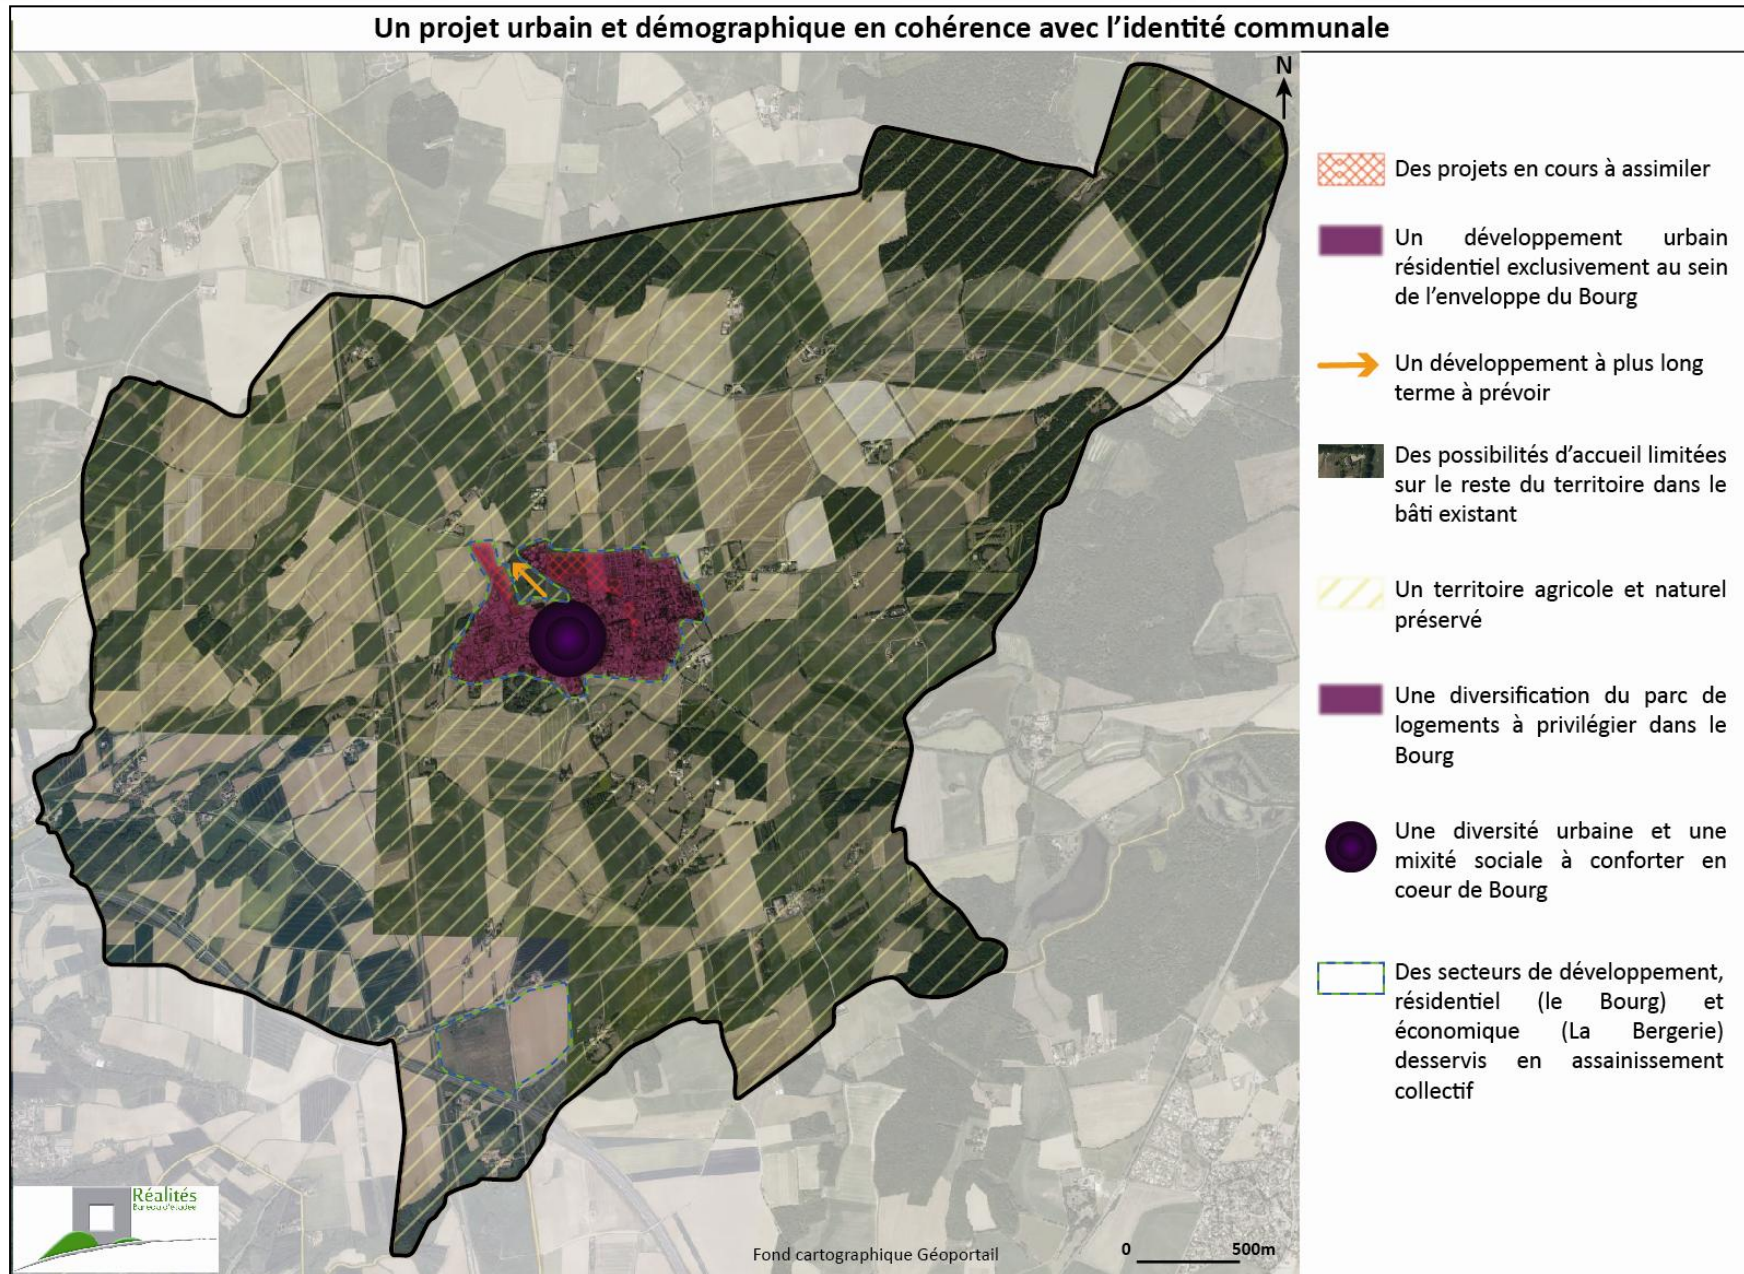 Un projet urbain et démographique en cohérence avec l'identité communale
N
Des projets en cours à assimiler
Un développement urbain
résidentiel exclusivement au sein
de l'enveloppe du Bourg
Un développement à plus long
terme à prévoir
Des possibilités d'accueil limitées
sur le reste du territoire dans le
bâti existant
Un territoire agricole et naturel
préservé
Une diversification du parc de
logements à privilégier dans le
Bourg
Une diversité urbaine et une
mixité sociale à conforter en
coeur de Bourg
Des secteurs de développement,
résidentiel (le Bourg) et
économique (La Bergerie)
desservis en assainissement
collectif
Réalités
Bureau d'études
Fond cartographique Géoportail
0 500m